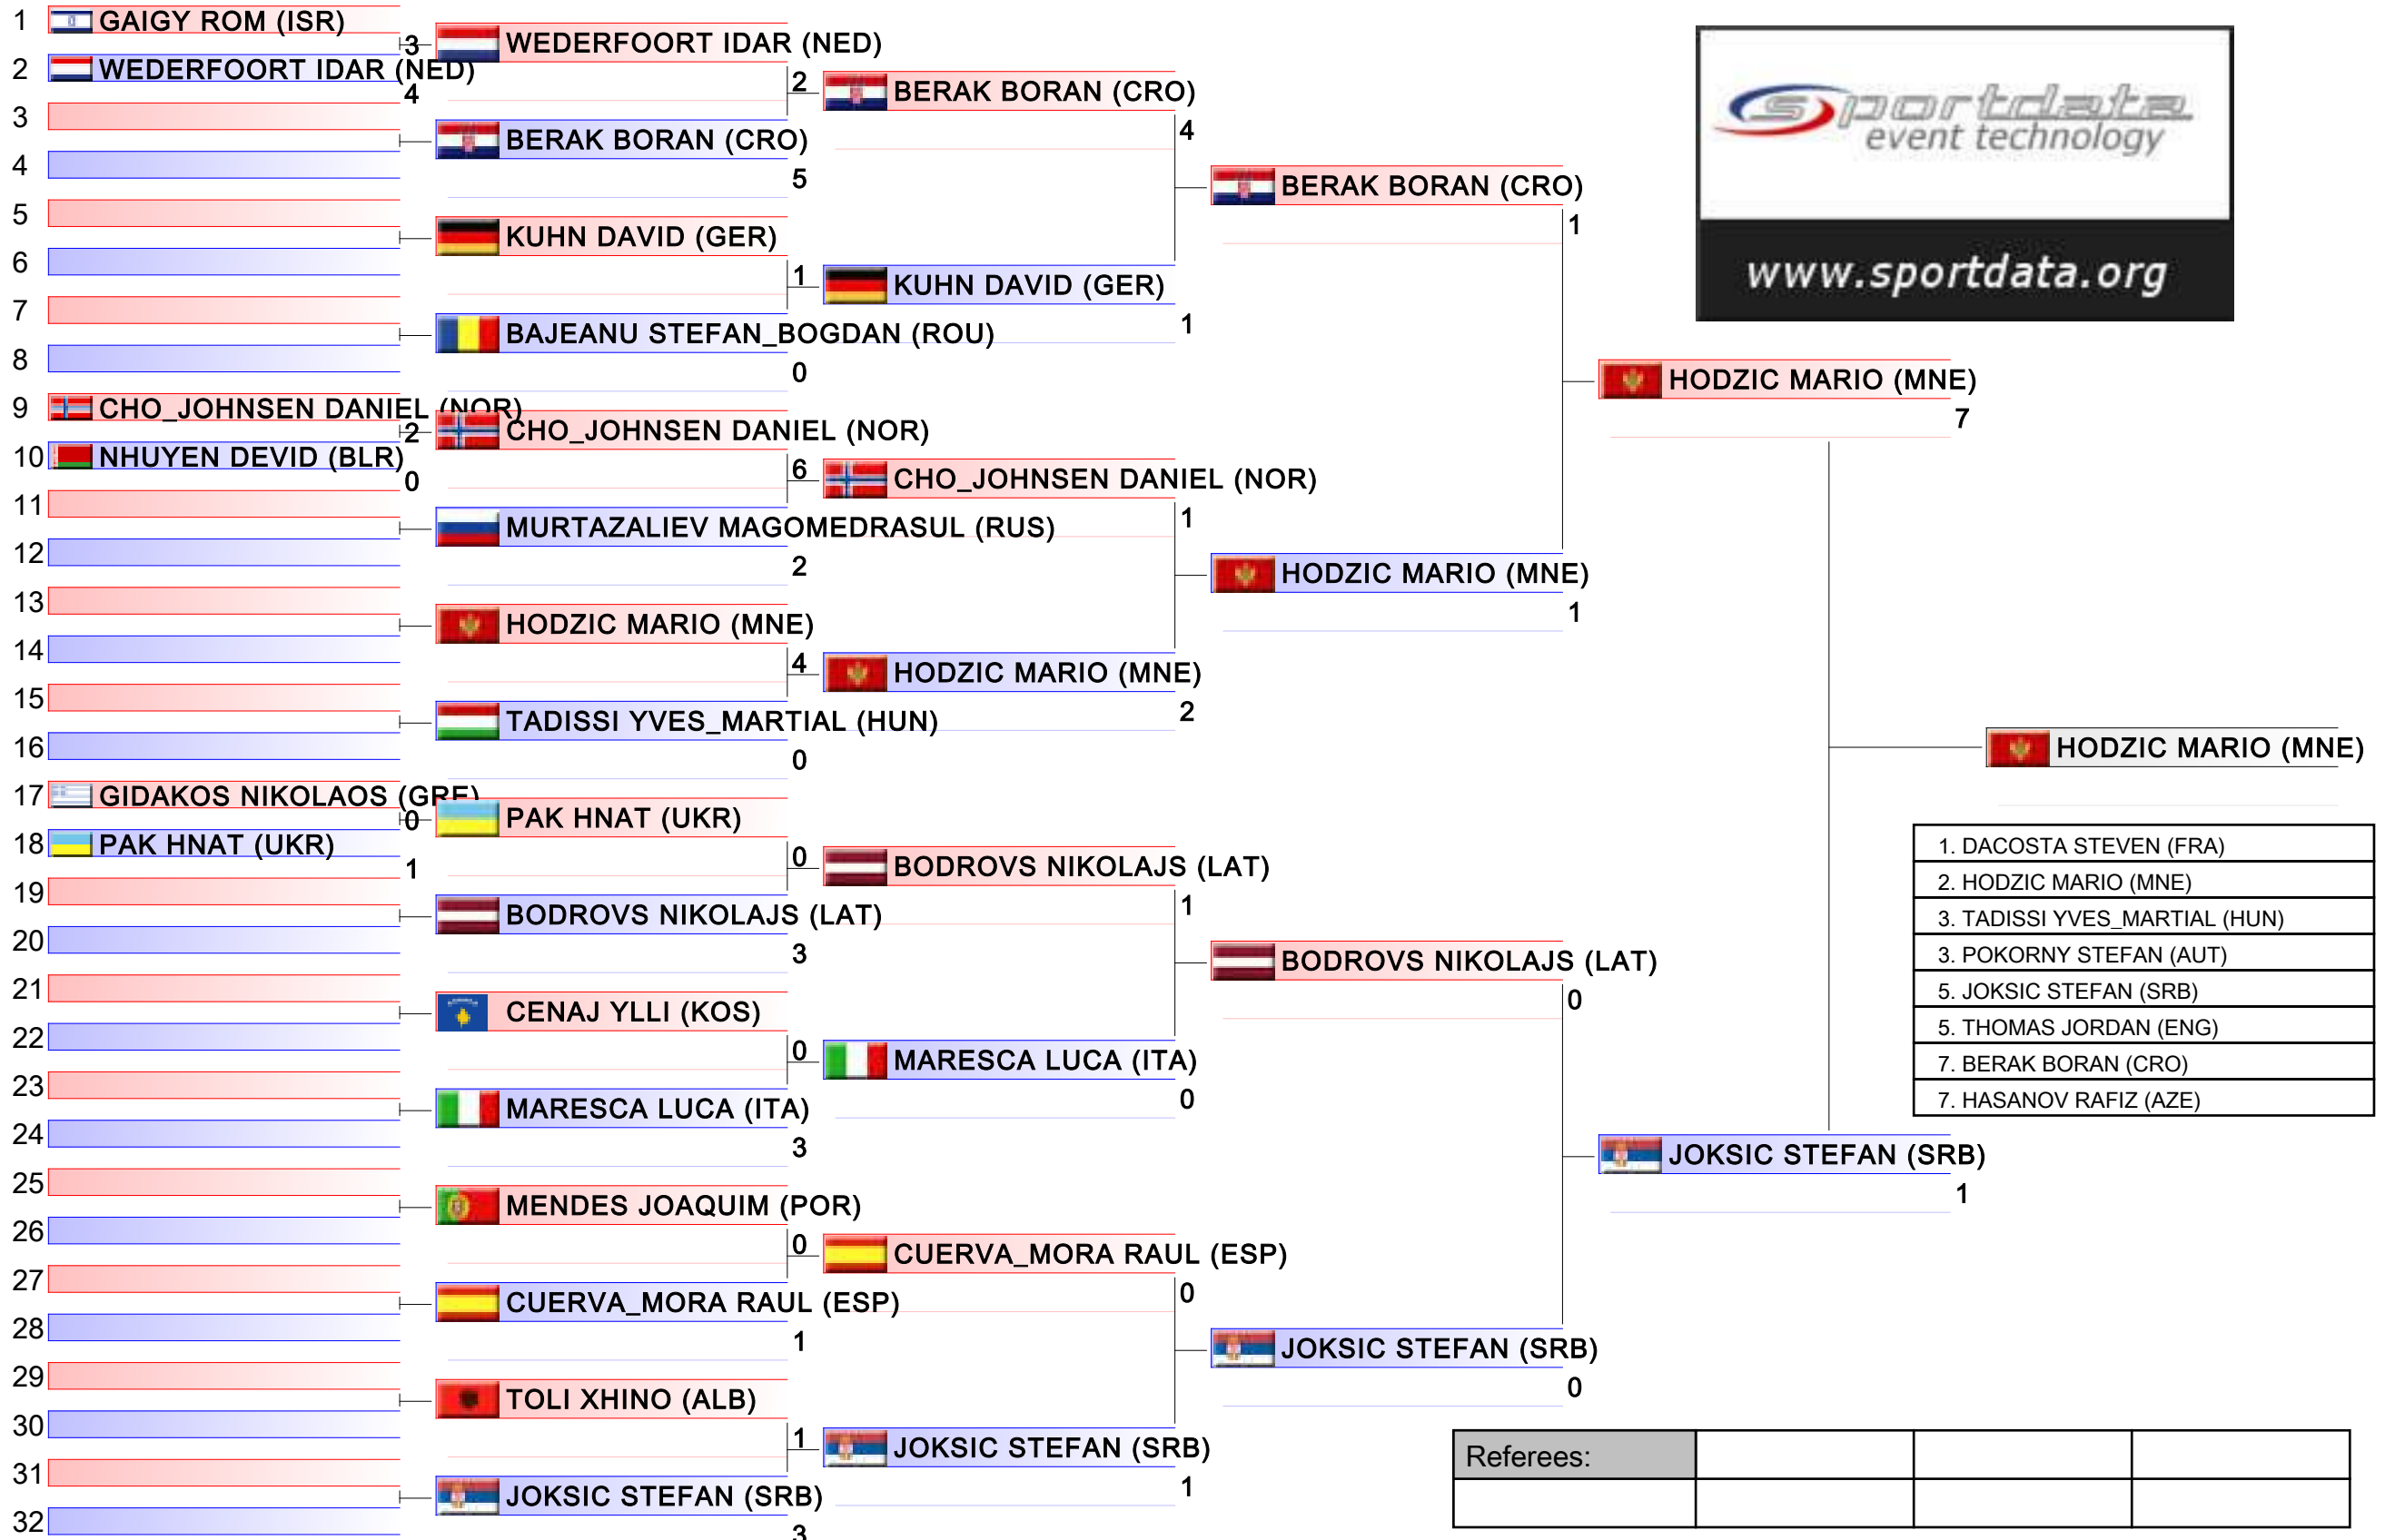 1 GAIGY ROM (ISR)
3 WEDERFOORT IDAR (NED)
2 WEDERFOORT IDAR (NED)
4
2 BERAK BORAN (CRO)
3
4
BERAK BORAN (CRO)
4
5
5
BERAK BORAN (CRO)
1
KUHN DAVID (GER)
6
1 KUHN DAVID (GER)
7
1
BAJEANU STEFAN_BOGDAN (ROU)
8
0
HODZIC MARIO (MNE)
7
9 CHO_JOHNSEN DANIEL (NOR)
2 CHO_JOHNSEN DANIEL (NOR)
10 NHUYEN DEVID (BLR)
0
6 CHO_JOHNSEN DANIEL (NOR)
11
1
MURTAZALIEV MAGOMEDRASUL (RUS)
12
2
HODZIC MARIO (MNE)
1
13
HODZIC MARIO (MNE)
14
4 HODZIC MARIO (MNE)
2
15
TADISSI YVES_MARTIAL (HUN)
16
0
HODZIC MARIO (MNE)
17 GIDAKOS NIKOLAOS (GRE)
0 PAK HNAT (UKR)
18 PAK HNAT (UKR)
1
0 BODROVS NIKOLAJS (LAT)
19
1
BODROVS NIKOLAJS (LAT)
20
3
BODROVS NIKOLAJS (LAT)
0
21
CENAJ YLLI (KOS)
22
0 MARESCA LUCA (ITA)
23
0
MARESCA LUCA (ITA)
24
3
JOKSIC STEFAN (SRB)
1
25
MENDES JOAQUIM (POR)
26
0 CUERVA_MORA RAUL (ESP)
27
0
CUERVA_MORA RAUL (ESP)
28
1
JOKSIC STEFAN (SRB)
0
29
TOLI XHINO (ALB)
30
1 JOKSIC STEFAN (SRB)
31
1
JOKSIC STEFAN (SRB)
32
3
sportdata
event technology
www.sportdata.org
1. DACOSTA STEVEN (FRA)
2. HODZIC MARIO (MNE)
3. TADISSI YVES_MARTIAL (HUN)
3. POKORNY STEFAN (AUT)
5. JOKSIC STEFAN (SRB)
5. THOMAS JORDAN (ENG)
7. BERAK BORAN (CRO)
7. HASANOV RAFIZ (AZE)
Referees: